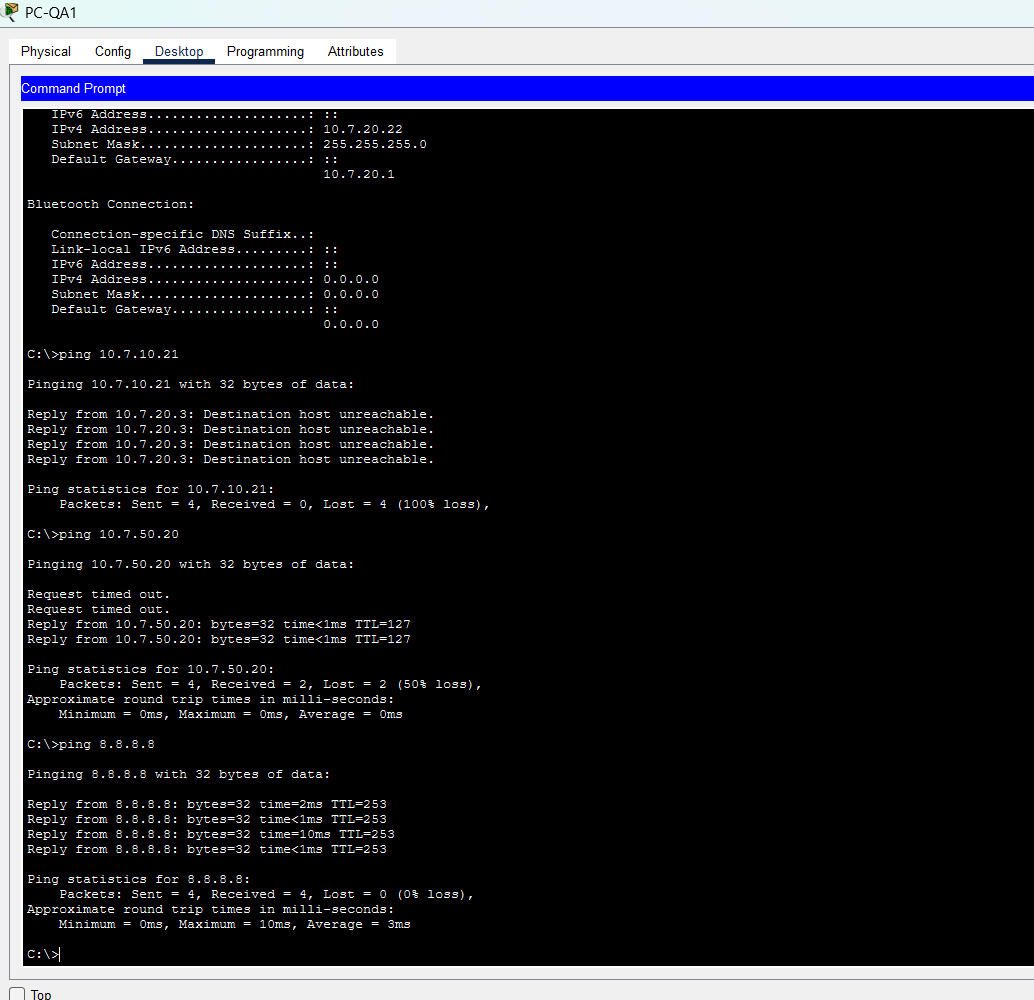 PC-QA1
Physical Config Desktop Programming Attributes
Command Prompt
IPv6 Address....................: ::
IPv4 Address....................: 10.7.20.22
Subnet Mask.....................: 255.255.255.0
Default Gateway.................: ::
10.7.20.1
Bluetooth Connection:
Connection-specific DNS Suffix..:
Link-local IPv6 Address.........: ::
IPv6 Address....................: ::
IPv4 Address....................: 0.0.0.0
Subnet Mask.....................: 0.0.0.0
Default Gateway.................: ::
0.0.0.0
C:\>ping 10.7.10.21
Pinging 10.7.10.21 with 32 bytes of data:
Reply from 10.7.20.3: Destination host unreachable.
Reply from 10.7.20.3: Destination host unreachable.
Reply from 10.7.20.3: Destination host unreachable.
Reply from 10.7.20.3: Destination host unreachable.
Ping statistics for 10.7.10.21:
Packets: Sent = 4, Received = 0, Lost = 4 (100% loss),
C:\>ping 10.7.50.20
Pinging 10.7.50.20 with 32 bytes of data:
Request timed out.
Request timed out.
Reply from 10.7.50.20: bytes=32 time<1ms TTL=127
Reply from 10.7.50.20: bytes=32 time<1ms TTL=127
Ping statistics for 10.7.50.20:
Packets: Sent = 4, Received = 2, Lost = 2 (50% loss),
Approximate round trip times in milli-seconds:
Minimum = 0ms, Maximum = 0ms, Average = 0ms
C:\>ping 8.8.8.8
Pinging 8.8.8.8 with 32 bytes of data:
Reply from 8.8.8.8: bytes=32 time=2ms TTL=253
Reply from 8.8.8.8: bytes=32 time<1ms TTL=253
Reply from 8.8.8.8: bytes=32 time=10ms TTL=253
Reply from 8.8.8.8: bytes=32 time<1ms TTL=253
Ping statistics for 8.8.8.8:
Packets: Sent = 4, Received = 4, Lost = 0 (0% loss),
Approximate round trip times in milli-seconds:
Minimum = 0ms, Maximum = 10ms, Average = 3ms
C:\>
Top